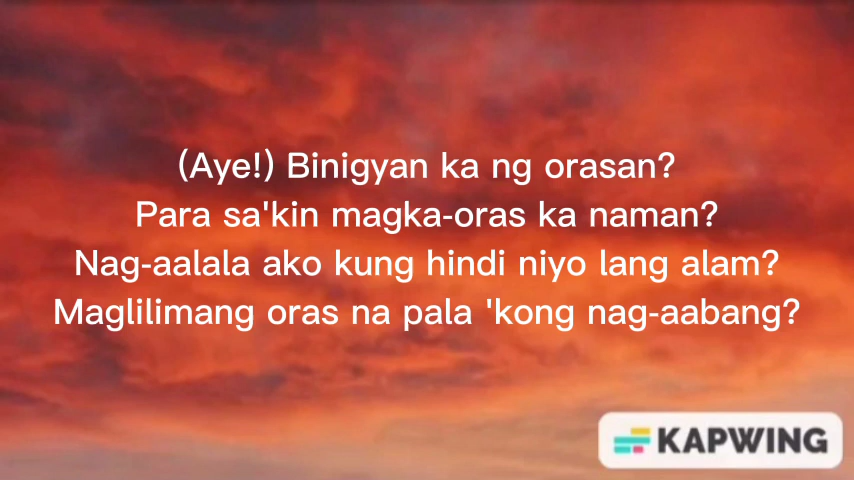 (Aye!) Binigyan ka ng orasan?
Para sa'kin magka-oras ka naman?
Nag-aalala ako kung hindi niyo lang alam?
Maglilimang oras na pala 'kong nag-aabang?
KAPWING